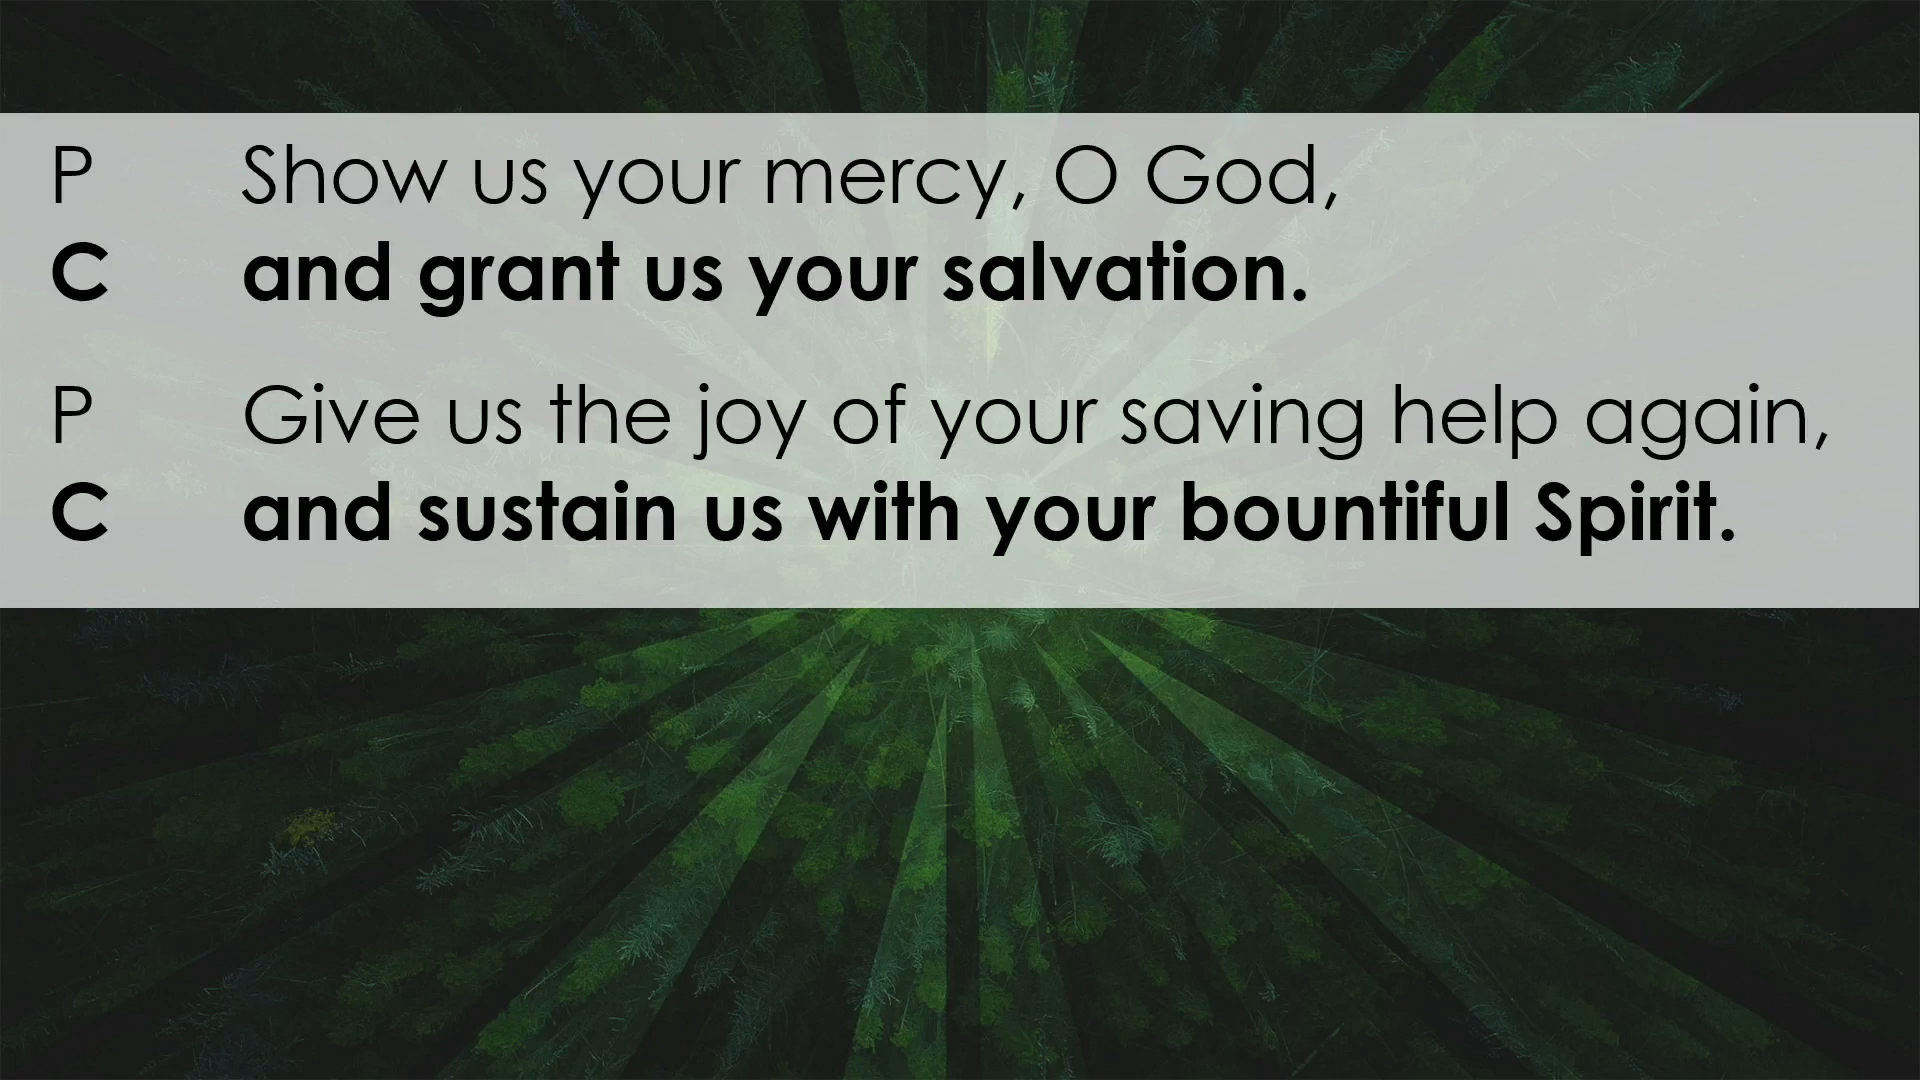 P Show us your mercy, O God,
C and grant us your salvation.
P Give us the joy of your saving help again,
C and sustain us with your bountiful Spirit.